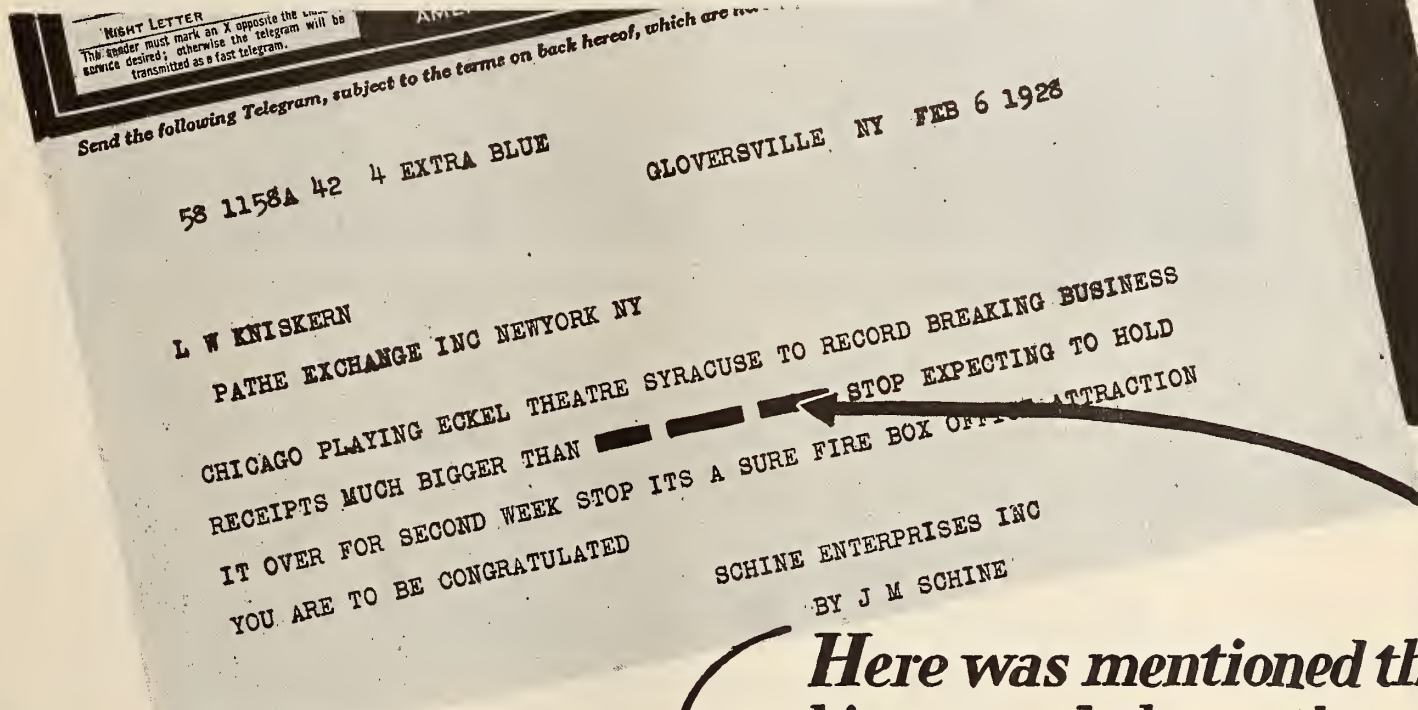 NIGHT LETTER
The sender must mark an X opposite the
service desired; otherwise the telegram will be
transmitted as a fast telegram.
Send the following Telegram, subject to the terms on back hereof, which are
58 1158A 42 4 EXTRA BLUE GLOVERSVILLE NY FEB 6 1928
L W KNISKERN
PATHE EXCHANGE INC NEWYORK NY
CHICAGO PLAYING ECKEL THEATRE SYRACUSE TO RECORD BREAKING BUSINESS
RECEIPTS MUCH BIGGER THAN STOP EXPECTING TO HOLD
IT OVER FOR SECOND WEEK STOP ITS A SURE FIRE BOX OFFICE ATTRACTION
YOU ARE TO BE CONGRATULATED
SCHINE ENTERPRISES INC
BY J M SCHINE
Here was mentioned